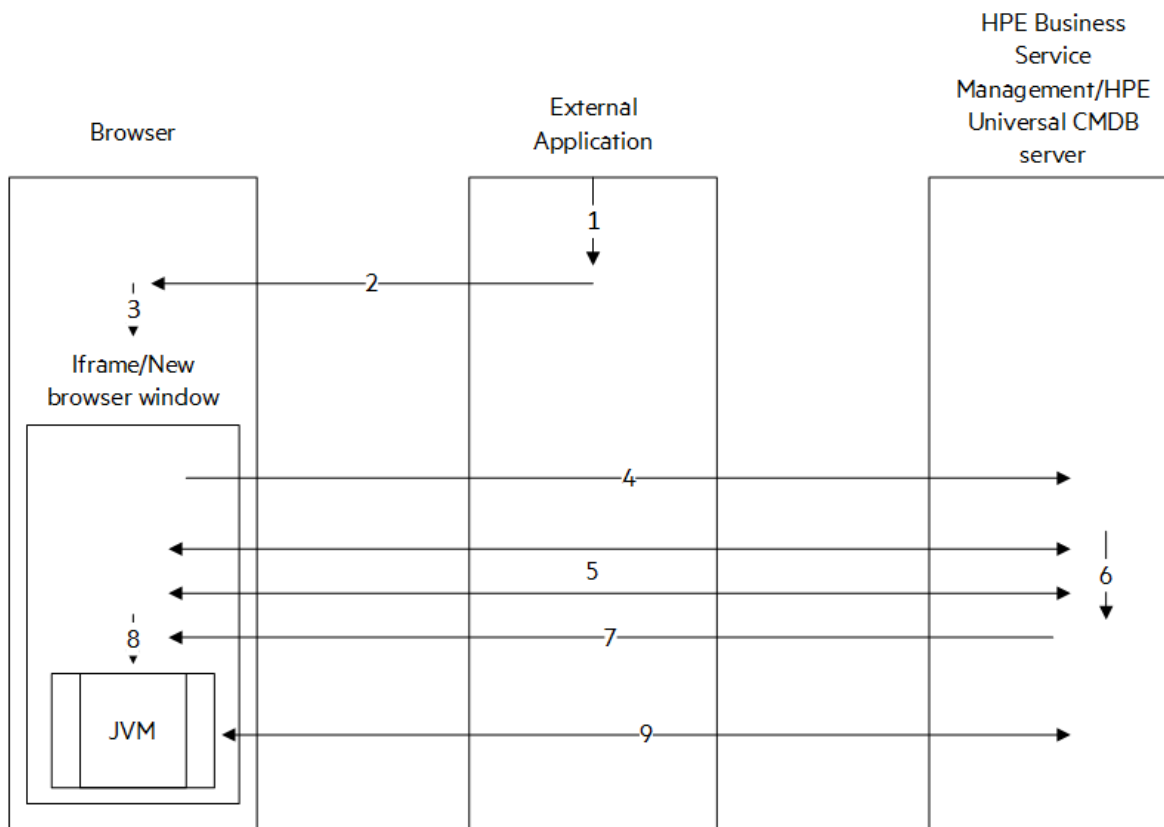 HPE Business
Service
Management/HPE
Universal CMDB
server
External
Application
Browser
1
2
3
Iframe/New
browser window
4
5
6
7
8
JVM
9